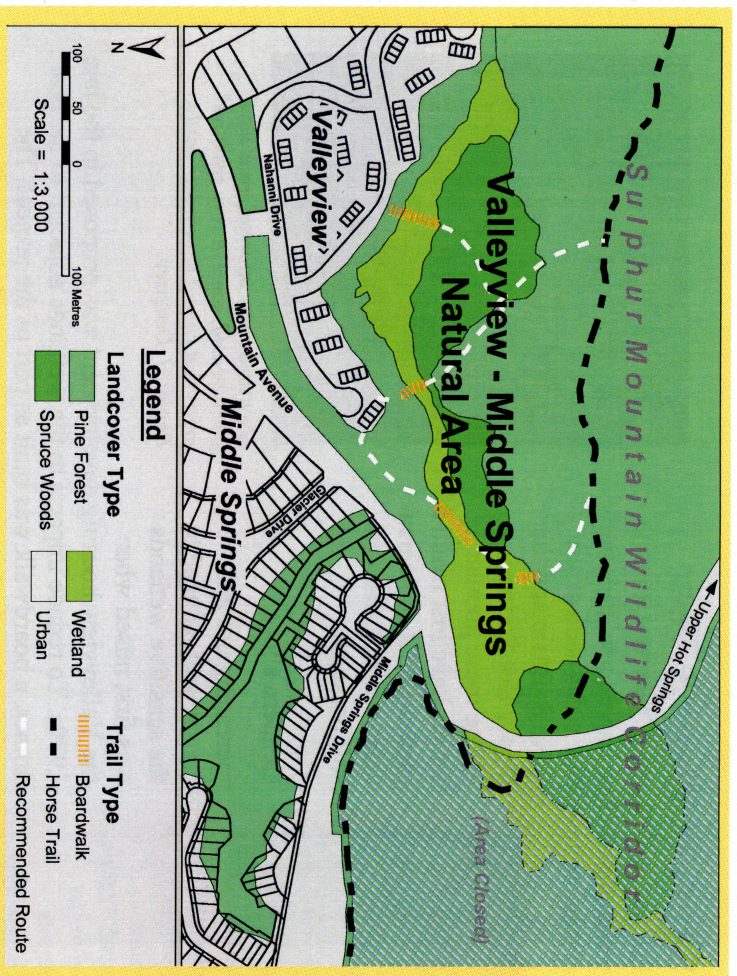 Sulphur Mountain Wildlife Corridor
Upper Hot Springs
Valleyview - Middle Springs
Natural Area
(Area Closed)
'Valleyview'
Nahanni Drive
Mountain Avenue
Middle Springs
Glacier Drive
Middle Springs Drive
N
100 50 0 100 Metres
Scale = 1:3,000
Legend
Landcover Type
Pine Forest
Spruce Woods
Wetland
Urban
Trail Type
Boardwalk
Horse Trail
Recommended Route